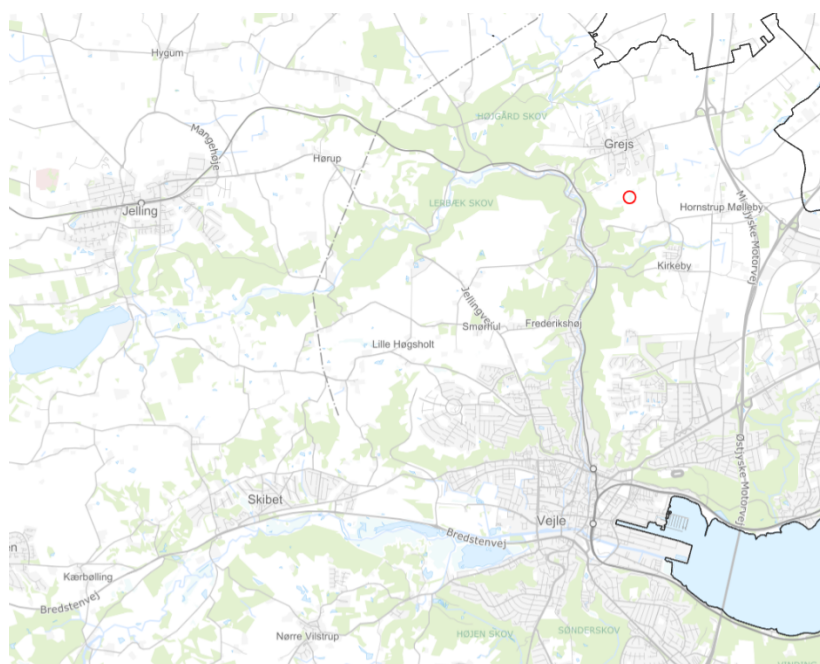 Hygum
HØJGÅRD SKOV
Mangehøje
Grejs
Hørup
LERBÆK SKOV
Jelling
Hornstrup Mølleby
Midtjyske Motorvej
Kirkeby
Jellingvej
Smørhul
Frederikshøj
Lille Høgsholt
Østjyske Motorvej
Skibet
Vejle
Bredstenvej
Kærbølling
Bredstenvej
Nørre Vilstrup
HØJEN SKOV
SØNDERSKOV